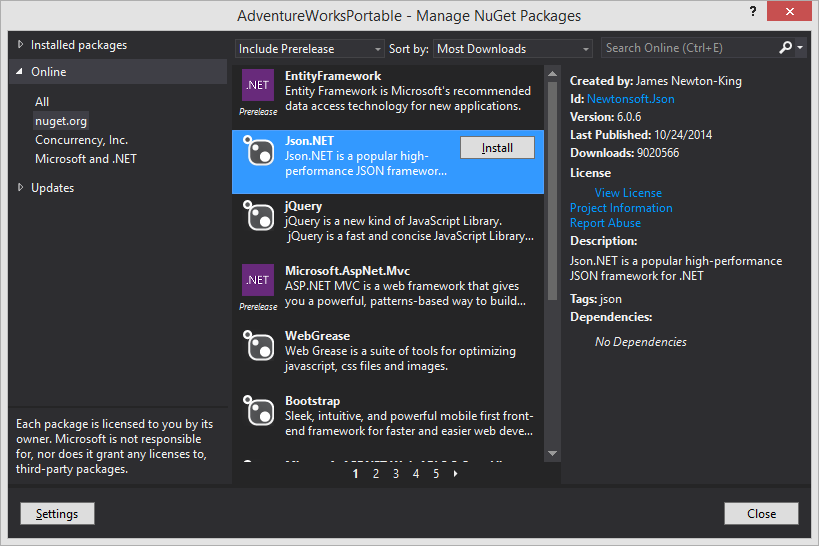 AdventureWorksPortable - Manage NuGet Packages
?
Installed packages
Online
All
nuget.org
Concurrency, Inc.
Microsoft and .NET
Updates
Each package is licensed to you by its
owner. Microsoft is not responsible
for, nor does it grant any licenses to,
third-party packages.
Include Prerelease
Sort by:
Most Downloads
.NET
Prerelease
EntityFramework
Entity Framework is Microsoft's recommended
data access technology for new applications.
Json.NET
Json.NET is a popular high-
performance JSON framewor...
Install
jQuery
jQuery is a new kind of JavaScript Library.
jQuery is a fast and concise JavaScript Library...
.NET
Prerelease
Microsoft.AspNet.Mvc
ASP.NET MVC is a web framework that gives
you a powerful, patterns-based way to build...
WebGrease
Web Grease is a suite of tools for optimizing
javascript, css files and images.
Bootstrap
Sleek, intuitive, and powerful mobile first front-
end framework for faster and easier web deve...
1 2 3 4 5
Search Online (Ctrl+E)
Created by: James Newton-King
Id: Newtonsoft.Json
Version: 6.0.6
Last Published: 10/24/2014
Downloads: 9020566
License
View License
Project Information
Report Abuse
Description:
Json.NET is a popular high-performance
JSON framework for .NET
Tags: json
Dependencies:
No Dependencies
Settings
Close